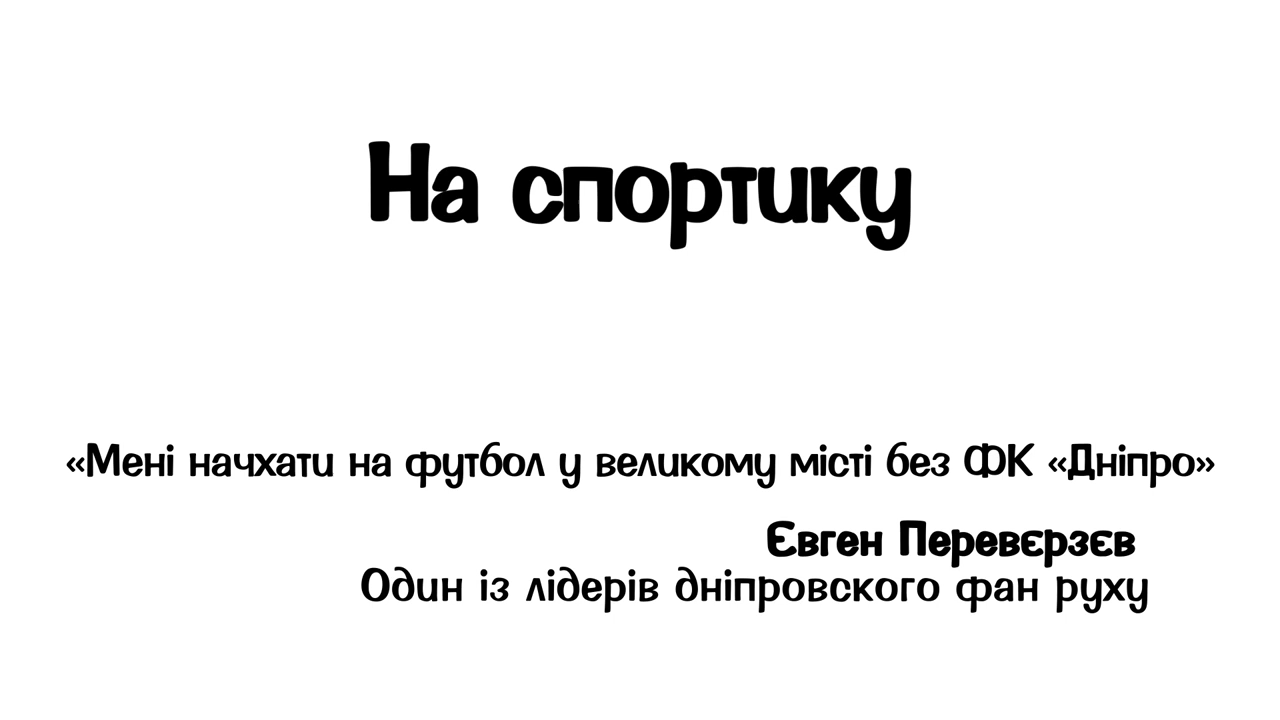 На спортику
«Мені начхати на футбол у великому місті без ФК «Дніпро»
Євген Перевєрзєв
Один із лідерів дніпровского фан руху